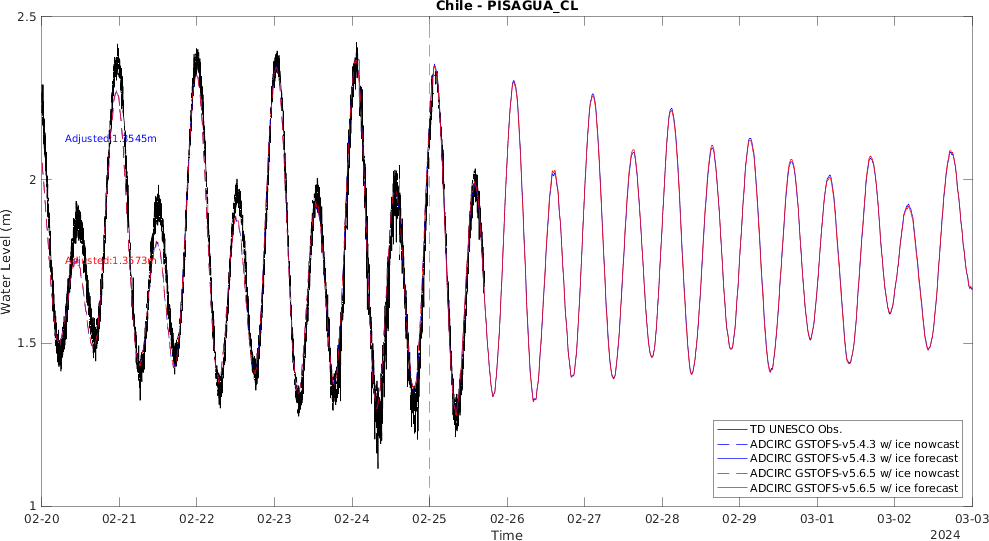 Chile - PISAGUA_CL
2.5
2
1.5
1
Water Level (m)
Adjusted:1.3545m
Adjusted:1.3573m
TD UNESCO Obs.
ADCIRC GSTOFS-v5.4.3 w/ ice nowcast
ADCIRC GSTOFS-v5.4.3 w/ ice forecast
ADCIRC GSTOFS-v5.6.5 w/ ice nowcast
ADCIRC GSTOFS-v5.6.5 w/ ice forecast
02-20 02-21 02-22 02-23 02-24 02-25 02-26 02-27 02-28 02-29 03-01 03-02 03-03
Time
2024